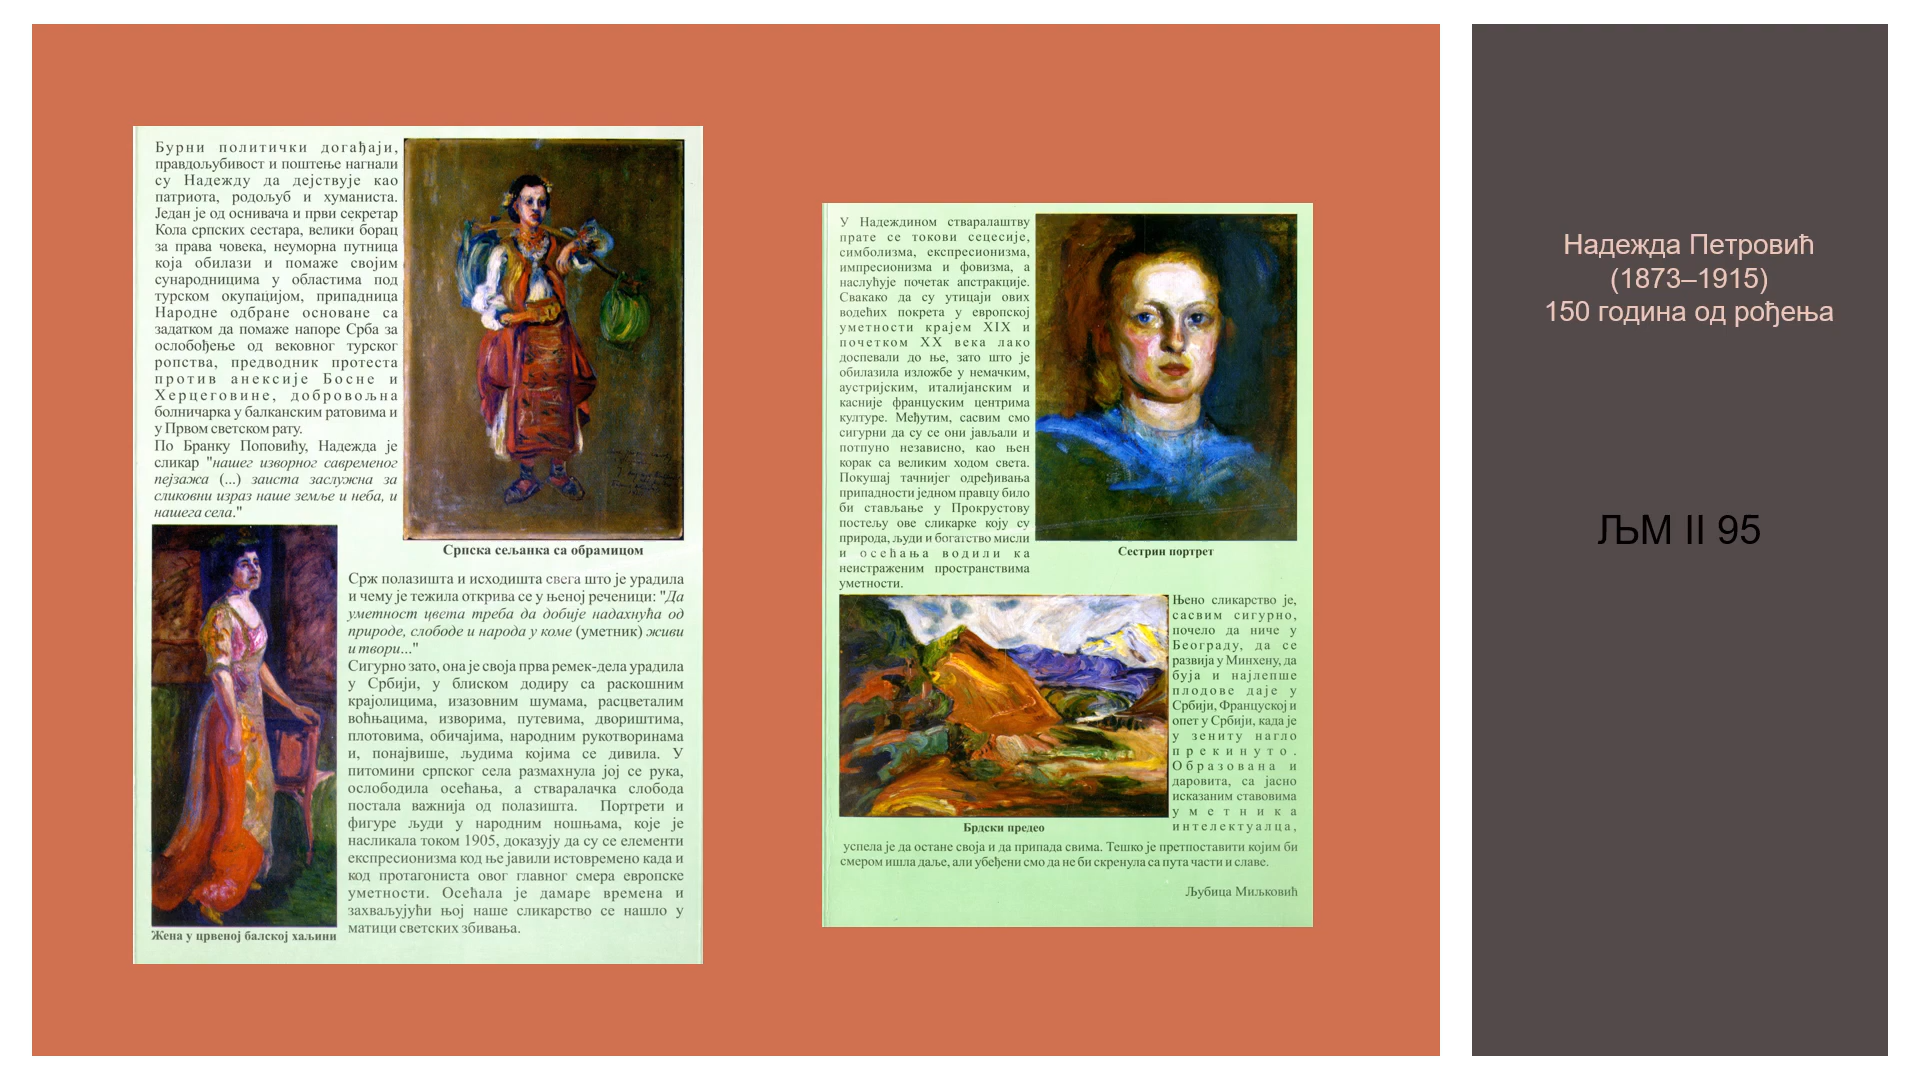 Бурни политички догађаји,
правдољубивост и поштење нагнали
су Надежду да дејствује као
патриота, родољуб и хуманиста.
Један је од оснивача и први секретар
Кола српских сестара, велики борац
за права човека, неуморна путница
која обилази и помаже својим
сународницима у областима под
турском окупацијом, припадница
Народне одбране основане са
задатком да помаже напоре Срба за
ослобођење од вековног турског
ропства, предводник протеста
против анексије Босне и
Херцеговине, добровољна
болничарка у балканским ратовима и
у Првом светском рату.
По Бранку Поповићу, Надежда је
сликар "нашег изворног савременог
пејзажа (...) заиста заслужна за
сликовни израз наше земље и неба, и
нашега села."
Српска сељанка са обрамицом
Жена у црвеној балској хаљини
Срж полазишта и исходишта свега што је урадила
и чему је тежила открива се у њеној реченици: "Да
уметност цвета треба да добије надахнућа од
природе, слободе и народа у коме (уметник) живи
и твори..."
Сигурно зато, она је своја прва ремек-дела урадила
у Србији, у блиском додиру са раскошним
крајолицима, изазовним шумама, расцветалим
воћњацима, изворима, путевима, двориштима,
плотовима, обичајима, народним рукотворинама
и, понајвише, људима којима се дивила. У
питомини српског села размахнула јој се рука,
ослободила осећања, а стваралачка слобода
постала важнија од полазишта. Портрети и
фигуре људи у народним ношњама, које је
насликала током 1905, доказују да су се елементи
експресионизма код ње јавили истовремено када и
код протагониста овог главног смера европске
уметности. Осећала је дамаре времена и
захваљујући њој наше сликарство се нашло у
матици светских збивања.
У Надеждином стваралаштву
прате се токови сецесије,
симболизма, експресионизма,
импресионизма и фовизма, а
наслућује почетак апстракције.
Свакако да су утицаји ових
водећих покрета у европској
уметности крајем XIX и
почетком XX века лако
доспевали до ње, зато што је
обилазила изложбе у немачким,
аустријским, италијанским и
касније француским центрима
културе. Међутим, сасвим смо
сигурни да су се они јављали и
потпуно независно, као њен
корак са великим ходом света.
Покушај тачнијег одређивања
припадности једном правцу било
би стављање у Прокрустову
постељу ове сликарке коју су
природа, људи и богатство мисли
и осећања водили ка
неистраженим пространствима
уметности.
Сестрин портрет
Брдски предео
Њено сликарство је,
сасвим сигурно,
почело да ниче у
Београду, да се
развија у Минхену, да
буја и најлепше
плодове даје у
Србији, Француској и
опет у Србији, када је
у зениту нагло
прекинуто.
Образована и
даровита, са јасно
исказаним ставовима
уметника
интелектуалца,
успела је да остане своја и да припада свима. Тешко је претпоставити којим би
смером ишла даље, али убеђени смо да не би скренула са пута части и славе.
Љубица Миљковић
Надежда Петровић
(1873–1915)
150 година од рођења
ЉМ II 95